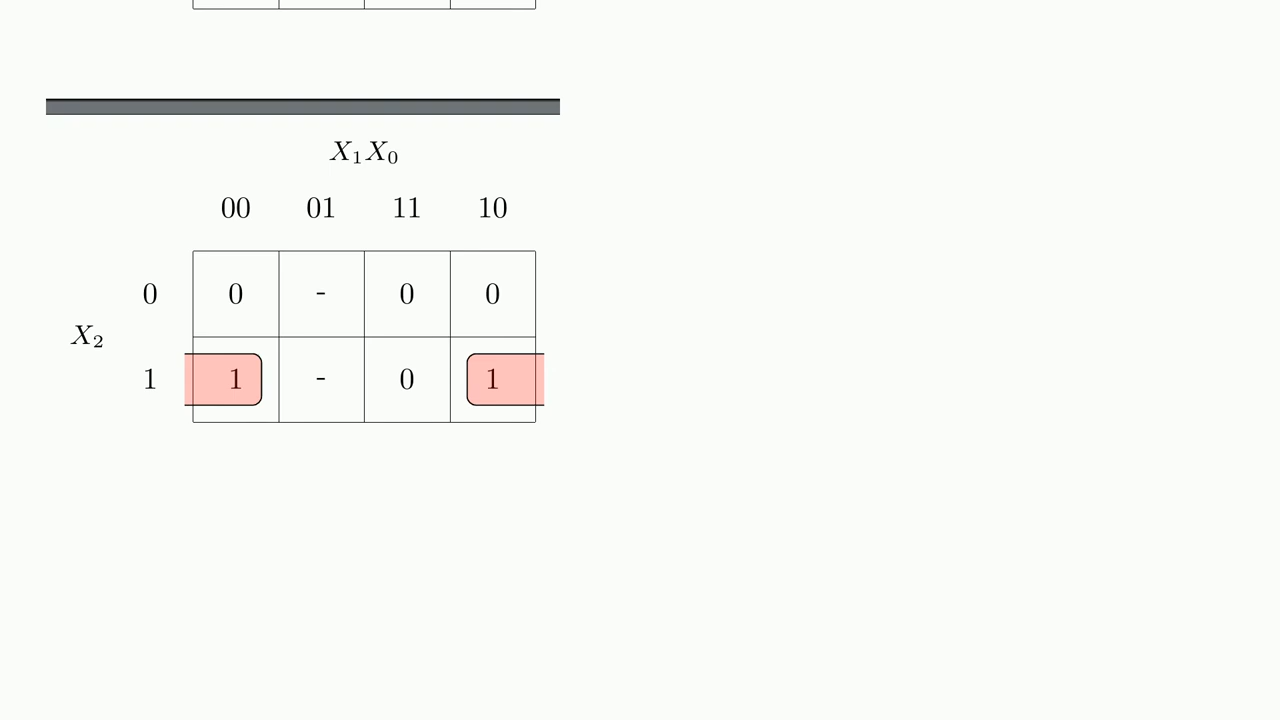 X₁X₀
00 01 11 10
0 0 - 0 0
X₂
1 1 - 0 1